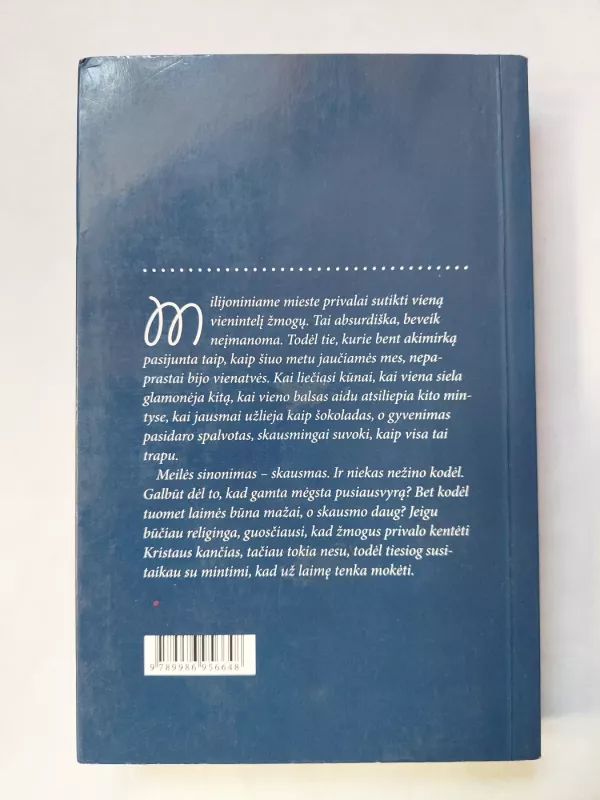 Milijoniniame mieste privalai sutikti vieną
vienintelį žmogų. Tai absurdiška, beveik
neįmanoma. Todėl tie, kurie bent akimirką
pasijunta taip, kaip šiuo metu jaučiamės mes, nepa-
prastai bijo vienatvės. Kai liečiąsi kūnai, kai viena siela
glamonėja kitą, kai vieno balsas aidu atsiliepia kito min-
tyse, kai jausmai užlieja kaip šokoladas, o gyvenimas
pasidaro spalvotas, skausmingai suvoki, kaip visa tai
trapu.
Meilės sinonimas – skausmas. Ir niekas nežino kodėl.
Galbūt dėl to, kad gamta mėgsta pusiausvyrą? Bet kodėl
tuomet laimės būna mažai, o skausmo daug? Jeigu
būčiau religinga, guosčiausi, kad žmogus privalo kentėti
Kristaus kančias, tačiau tokia nesu, todėl tiesiog susi-
taikau su mintimi, kad už laimę tenka mokėti.
9 789986 956648